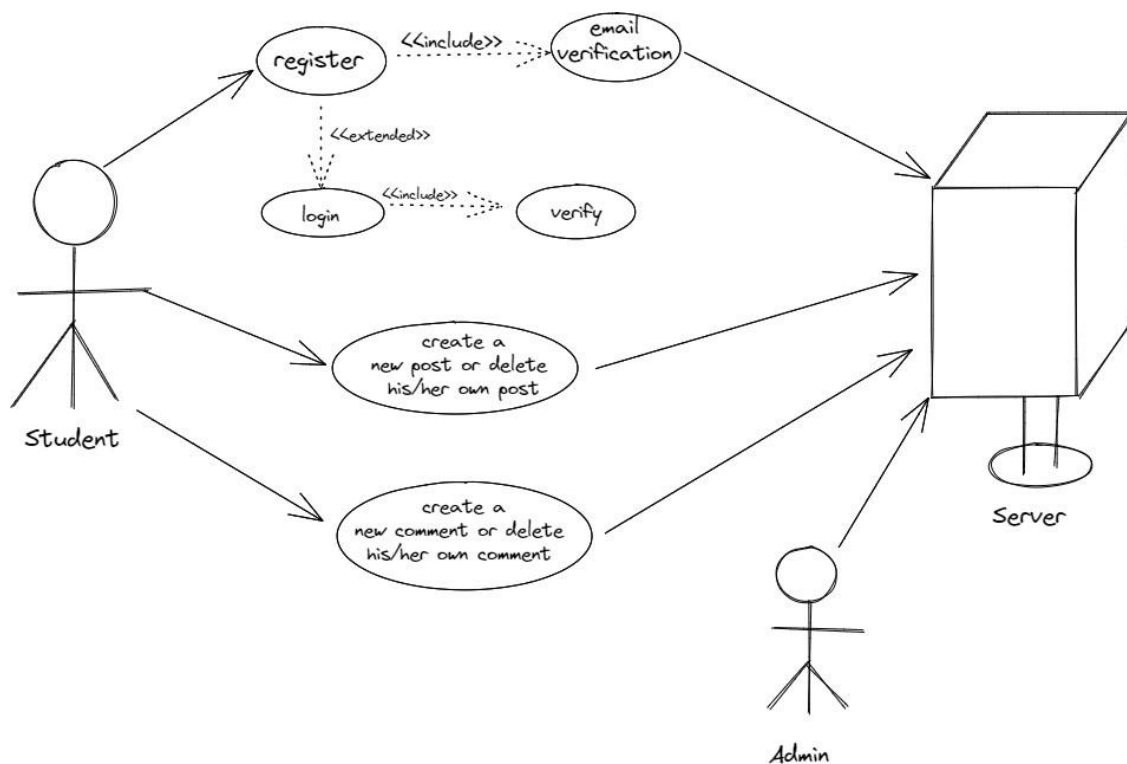 register
<<include>>
email
verification
<<extended>>
login
<<include>>
verify
create a
new post or delete
his/her own post
Student
create a
new comment or delete
his/her own comment
Server
Admin